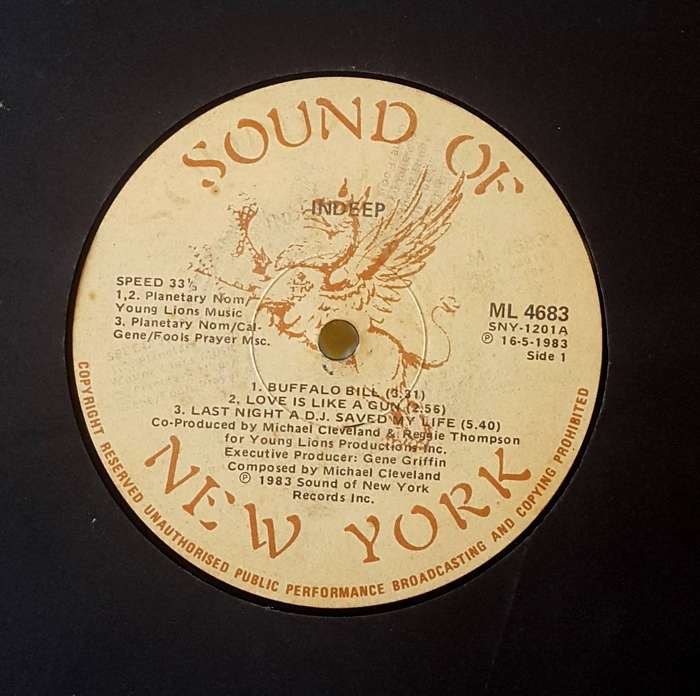 SOUND OF
INDEEP
SPEED 33⅓
1,2. Planetary Nom/
Young Lions Music
3. Planetary Nom/Cal-
Gene/Fools Prayer Msc.
ML 4683
SNY-1201A
℗ 16-5-1983
Side 1
1. BUFFALO BILL (3.31)
2. LOVE IS LIKE A GUN (2.56)
3. LAST NIGHT A D.J. SAVED MY LIFE (5.40)
Co-Produced by Michael Cleveland & Reggie Thompson
for Young Lions Productions Inc.
Executive Producer: Gene Griffin
Composed by Michael Cleveland
℗ 1983 Sound of New York
Records Inc.
NEW YORK
COPYRIGHT RESERVED UNAUTHORISED PUBLIC PERFORMANCE BROADCASTING AND COPYING PROHIBITED